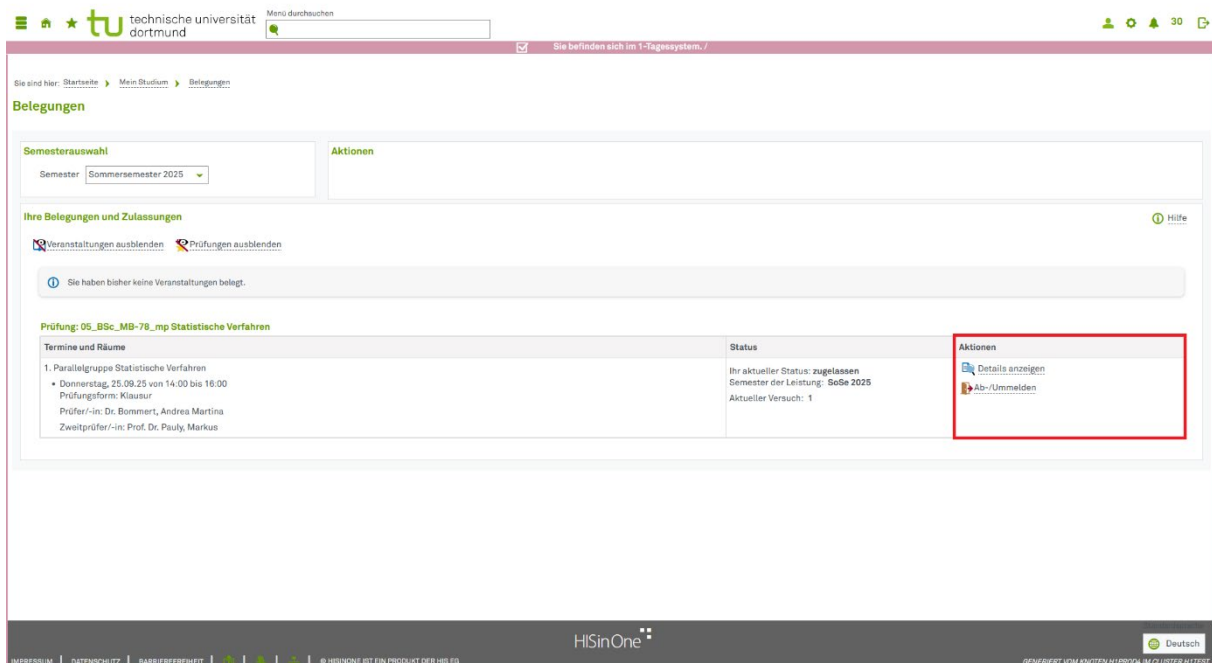 technische universität
dortmund
Menü durchsuchen
30
Sie befinden sich im 1-Tagessystem. /
Sie sind hier: Startseite Mein Studium Belegungen
Belegungen
Semesterauswahl
Semester Sommersemester 2025
Aktionen
Ihre Belegungen und Zulassungen
Hilfe
Veranstaltungen ausblenden Prüfungen ausblenden
Sie haben bisher keine Veranstaltungen belegt.
Prüfung: 05_BSc_MB-78_mp Statistische Verfahren
Termine und Räume Status Aktionen
1. Parallelgruppe Statistische Verfahren
• Donnerstag, 25.09.25 von 14:00 bis 16:00
Prüfungsform: Klausur
Prüfer/-in: Dr. Bommert, Andrea Martina
Zweitprüfer/-in: Prof. Dr. Pauly, Markus
Ihr aktueller Status: zugelassen
Semester der Leistung: SoSe 2025
Aktueller Versuch: 1
Details anzeigen
Ab-/Ummelden
HISinOne
Deutsch
IMPRESSUM | DATENSCHUTZ | BARRIEREFREIHEIT | © HISINONE IST EIN PRODUKT DER HIS EG
GENERIERT VOM KNOTEN H1PRODA IM CLUSTER H1TEST